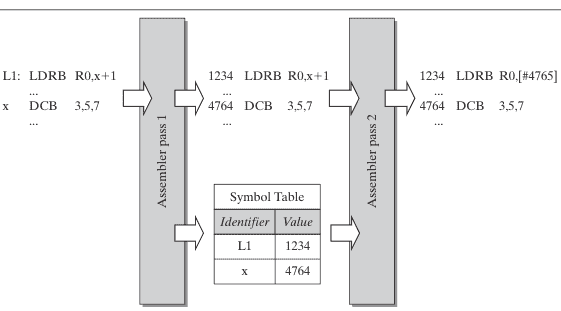 L1: LDRB R0,x+1
...
x DCB 3,5,7
...
Assembler pass 1
1234 LDRB R0,x+1
...
4764 DCB 3,5,7
...
Symbol Table
Identifier Value
L1 1234
x 4764
Assembler pass 2
1234 LDRB R0,[#4765]
...
4764 DCB 3,5,7
...